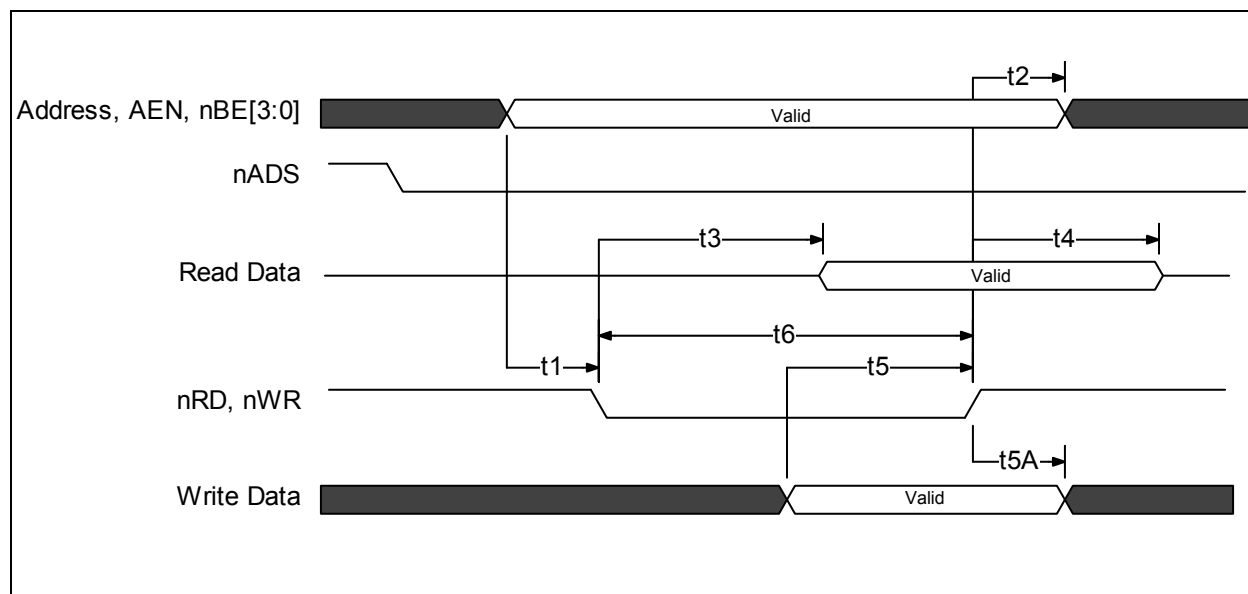 t2
Address, AEN, nBE[3:0]
Valid
nADS
t3
t4
Read Data
Valid
t6
t1
t5
nRD, nWR
t5A
Write Data
Valid